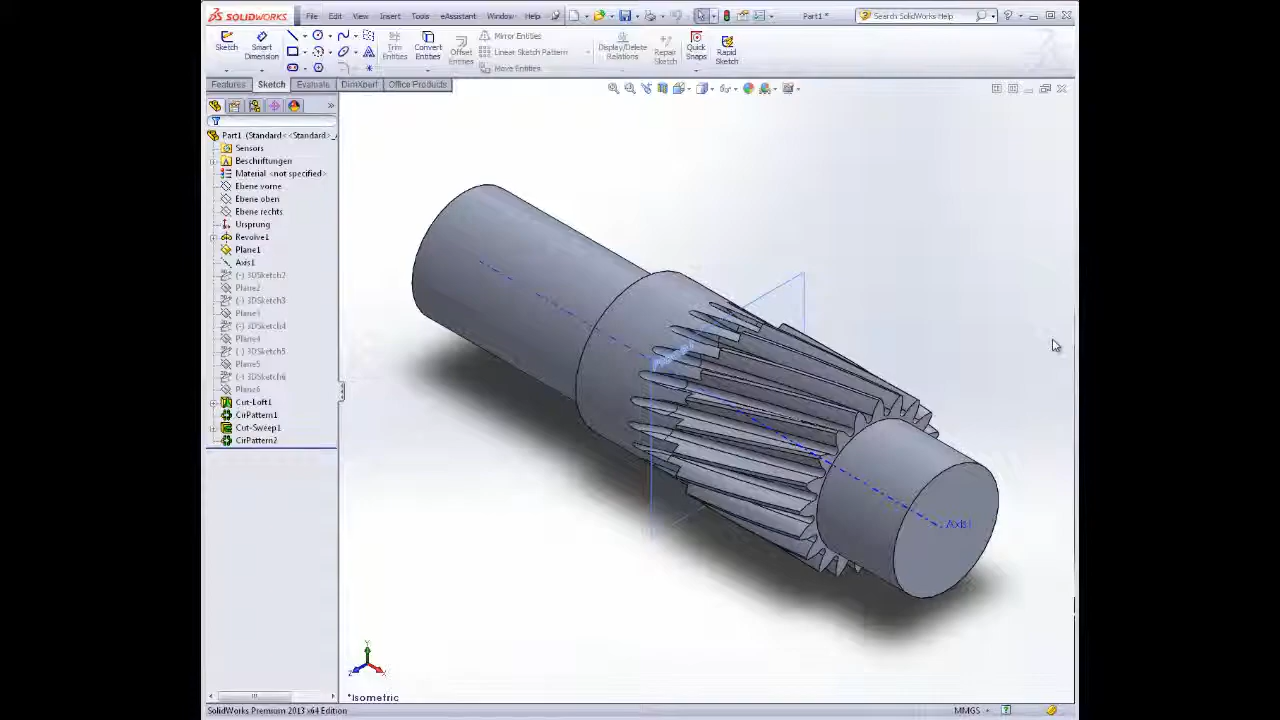 SOLIDWORKS File Edit View Insert Tools eAssistant Window Help Part1 * Search SolidWorks Help
Sketch Smart Dimension Trim Entities Convert Entities Offset Entities Mirror Entities Linear Sketch Pattern Move Entities Display/Delete Relations Repair Sketch Quick Snaps Rapid Sketch
Features Sketch Evaluate DimXpert Office Products
Part1 (Standard<<Standard>_
Sensors
Beschriftungen
Material <not specified>
Ebene vorne
Ebene oben
Ebene rechts
Ursprung
Revolve1
Plane1
Axis1
(-) 3DSketch2
Plane2
(-) 3DSketch3
Plane3
(-) 3DSketch4
Plane4
(-) 3DSketch5
Plane5
(-) 3DSketch6
Plane6
Cut-Loft1
CirPattern1
Cut-Sweep1
CirPattern2
Axis1
Y
X
Z
*Isometric
SolidWorks Premium 2013 x64 Edition MMGS